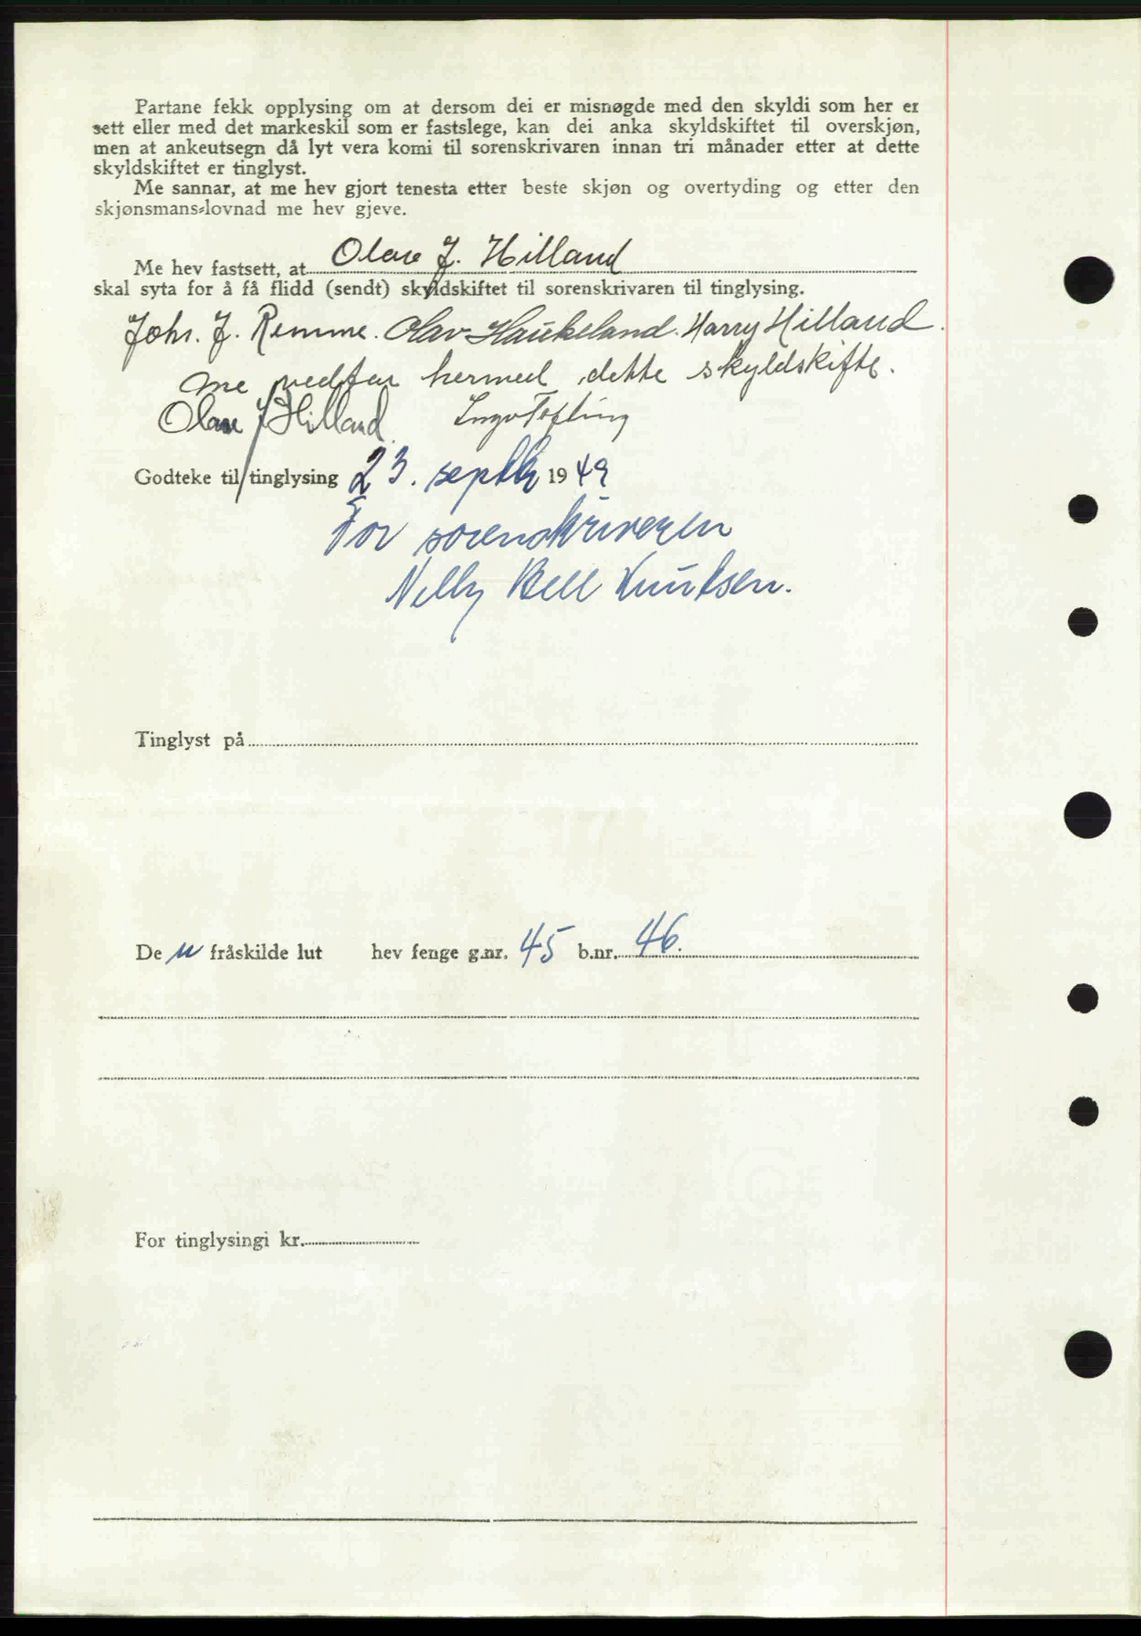 Partane fekk opplysing om at dersom dei er misnøgde med den skyldi som her er
sett eller med det markeskil som er fastslege, kan dei anka skyldskiftet til overskjøn,
men at ankeutsegn då lyt vera komi til sorenskrivaren innan tri månader etter at dette
skyldskiftet er tinglyst.
Me sannar, at me hev gjort tenesta etter beste skjøn og overtyding og etter den
skjønsmans-lovnad me hev gjeve.
Me hev fastsett, at Olav J. Hilland
skal syta for å få flidd (sendt) skyldskiftet til sorenskrivaren til tinglysing.
Johs. J. Remme. Olav Haukeland. Harry Hilland.
Me vedtar hermed dette skyldskifte.
Olav J Hilland Ingv Tofting
Godteke til tinglysing 23. septbr 1949
For sorenskriveren
Nelly Bell Knutsen.
Tinglyst på
De n fråskilde lut hev fenge g.nr. 45 b.nr. 46.
For tinglysingi kr.